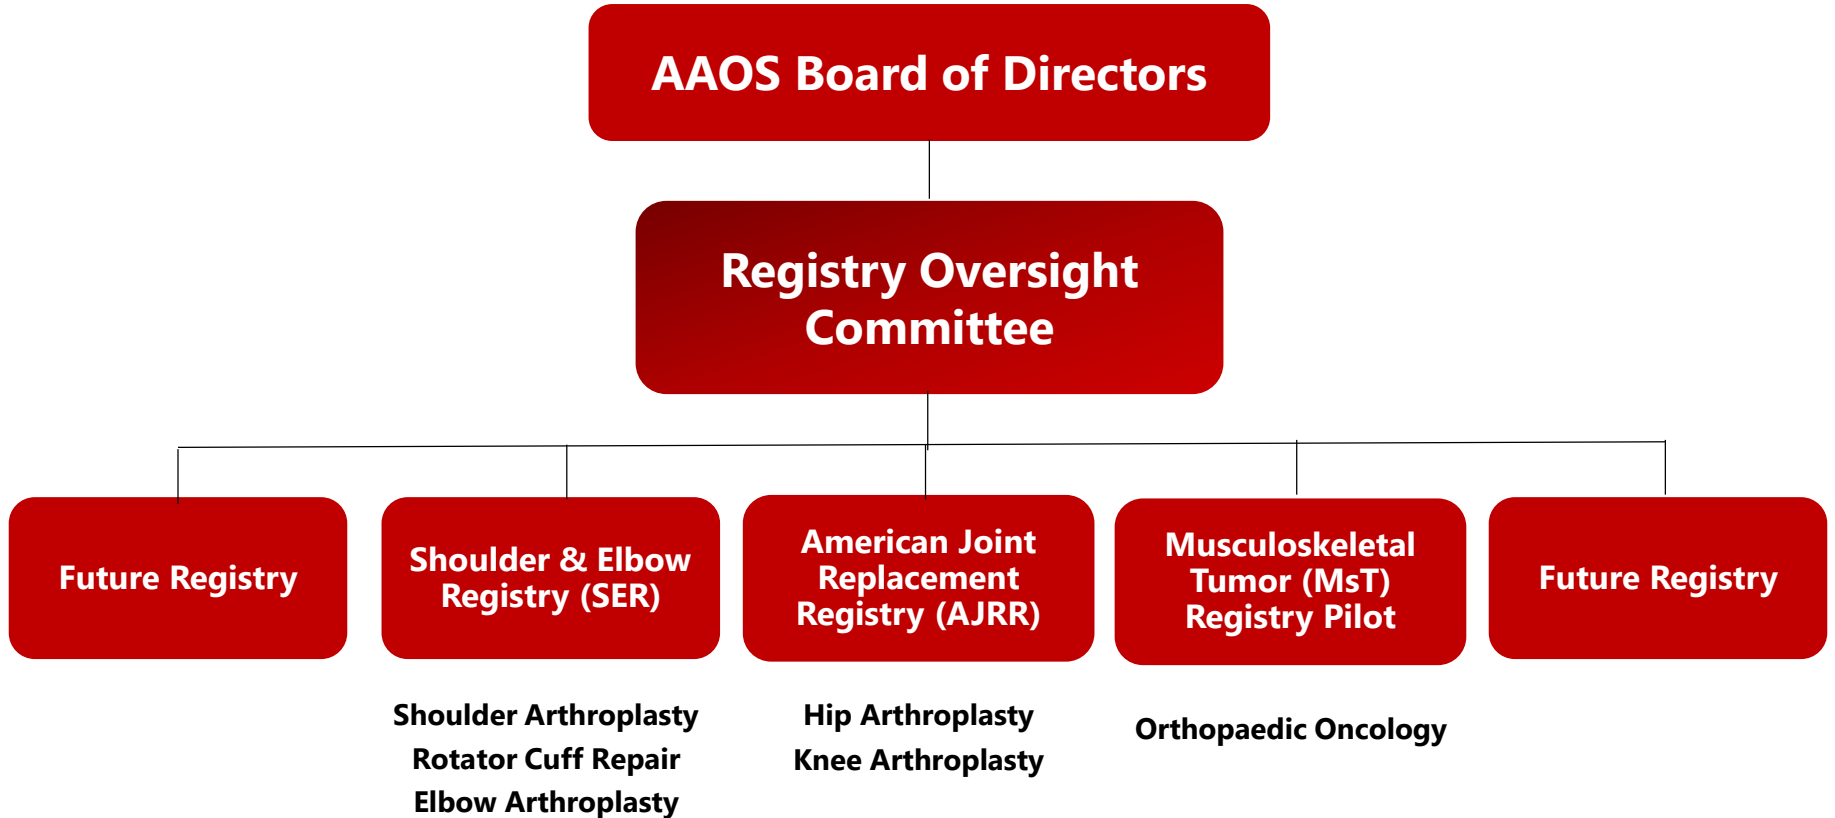 AAOS Board of Directors
Registry Oversight
Committee
Future Registry
Shoulder & Elbow
Registry (SER)
American Joint
Replacement
Registry (AJRR)
Musculoskeletal
Tumor (MsT)
Registry Pilot
Future Registry
Shoulder Arthroplasty
Rotator Cuff Repair
Elbow Arthroplasty
Hip Arthroplasty
Knee Arthroplasty
Orthopaedic Oncology